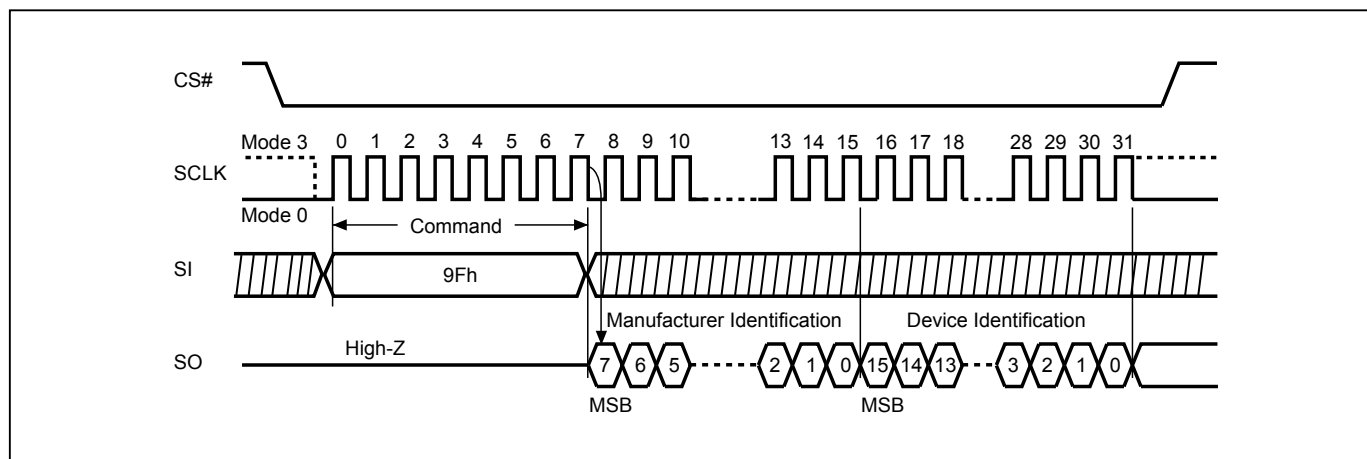 CS#
Mode 3 0 1 2 3 4 5 6 7 8 9 10 13 14 15 16 17 18 28 29 30 31
SCLK
Mode 0
Command
SI
9Fh
Manufacturer Identification Device Identification
High-Z
SO
7 6 5 2 1 0 15 14 13 3 2 1 0
MSB MSB